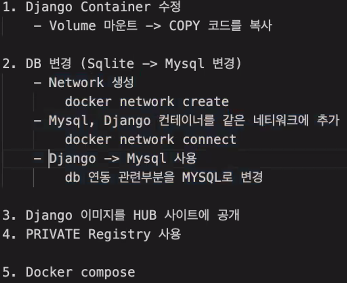 1. Django Container 수정
- Volume 마운트 -> COPY 코드를 복사
2. DB 변경 (Sqlite -> Mysql 변경)
- Network 생성
docker network create
- Mysql, Django 컨테이너를 같은 네티워크에 추가
docker network connect
- Django -> Mysql 사용
db 연동 관련부분을 MYSQL로 변경
3. Django 이미지를 HUB 사이트에 공개
4. PRIVATE Registry 사용
5. Docker compose